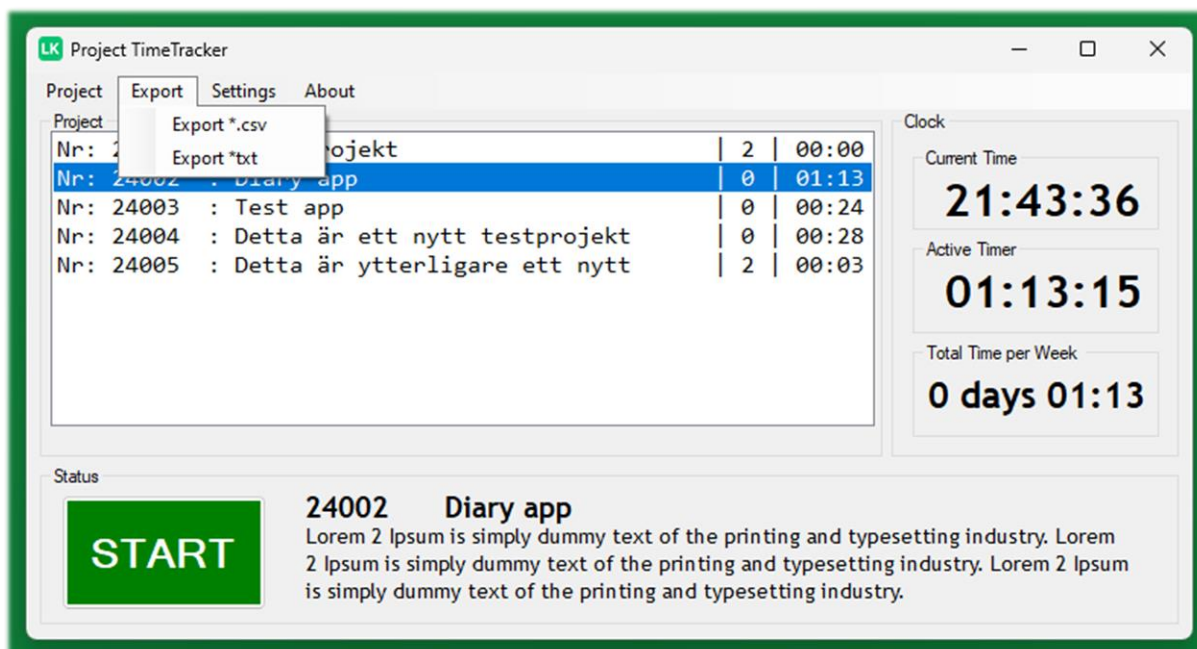 LK Project TimeTracker
Project Export Settings About
Export *.csv
Export *txt
Project
Nr: 2 ojekt | 2 | 00:00
Nr: 24002 : Diary app | 0 | 01:13
Nr: 24003 : Test app | 0 | 00:24
Nr: 24004 : Detta är ett nytt testprojekt | 0 | 00:28
Nr: 24005 : Detta är ytterligare ett nytt | 2 | 00:03
Clock
Current Time
21:43:36
Active Timer
01:13:15
Total Time per Week
0 days 01:13
Status
START
24002 Diary app
Lorem 2 Ipsum is simply dummy text of the printing and typesetting industry. Lorem
2 Ipsum is simply dummy text of the printing and typesetting industry. Lorem 2 Ipsum
is simply dummy text of the printing and typesetting industry.